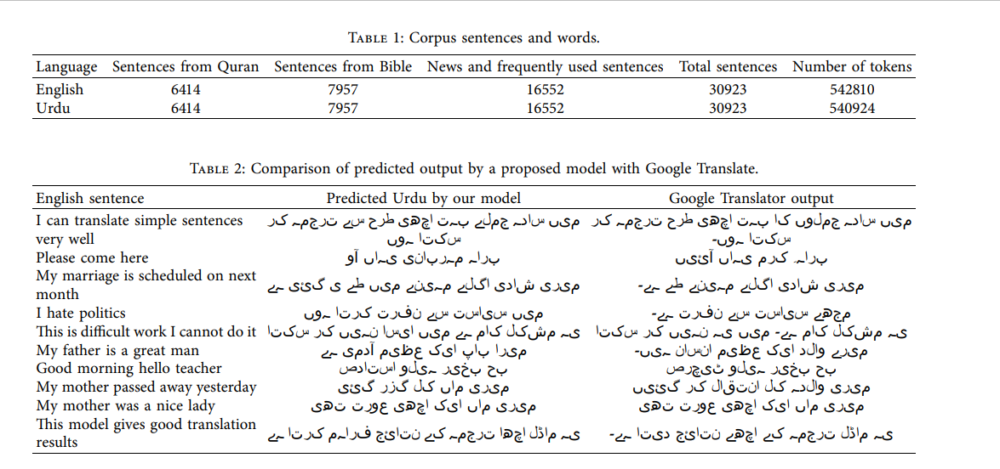 TABLE 1: Corpus sentences and words.
Language Sentences from Quran Sentences from Bible News and frequently used sentences Total sentences Number of tokens
English 6414 7957 16552 30923 542810
Urdu 6414 7957 16552 30923 540924
TABLE 2: Comparison of predicted output by a proposed model with Google Translate.
English sentence Predicted Urdu by our model Google Translator output
I can translate simple sentences very well
میں سادہ جملے بہت اچھی طرح سے ترجمہ کر
سکتا ہوں
میں سادہ جملوں کا بہت اچھی طرح ترجمہ کر
سکتا ہوں۔
Please come here
براہ مہربانی یہاں آو
براہ کرم یہاں آئیں
My marriage is scheduled on next month
میری شادی اگلے مہینے میں طے ی گئی ہے
میری شادی اگلے مہینے طے ہے۔
I hate politics
میں سیاست سے نفرت کرتا ہوں
مجھے سیاست سے نفرت ہے۔
This is difficult work I cannot do it
یہ مشکل کام ہے میں ایسا نہیں کر سکتا
یہ مشکل کام ہے۔ میں یہ نہیں کر سکتا
My father is a great man
میرا باپ ایک عظیم آدمی ہے
میرے والد ایک عظیم انسان ہیں۔
Good morning hello teacher
بح بخیر ہیلو استادص
بح بخیر ہیلو ٹیچرص
My mother passed away yesterday
میری ماں کل گزر گئی
میری والدہ کل انتقال کر گئیں
My mother was a nice lady
میری ماں ایک اچھی عورت تھی
میری ماں ایک اچھی عورت تھی
This model gives good translation results
یہ ماڈل اچھا ترجمہ کے نتائج فراہم کرتا ہے
یہ ماڈل ترجمہ کے اچھے نتائج دیتا ہے۔